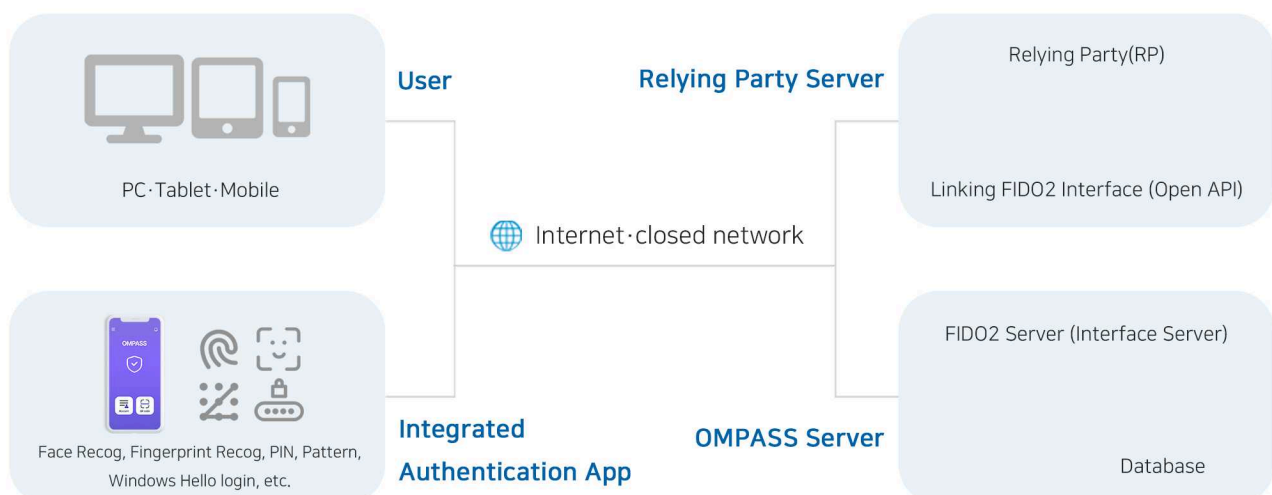 User
PC·Tablet·Mobile
Relying Party Server
Relying Party(RP)
Linking FIDO2 Interface (Open API)
Internet·closed network
OMPASS
Face Recog, Fingerprint Recog, PIN, Pattern,
Windows Hello login, etc.
Integrated
Authentication App
OMPASS Server
FIDO2 Server (Interface Server)
Database